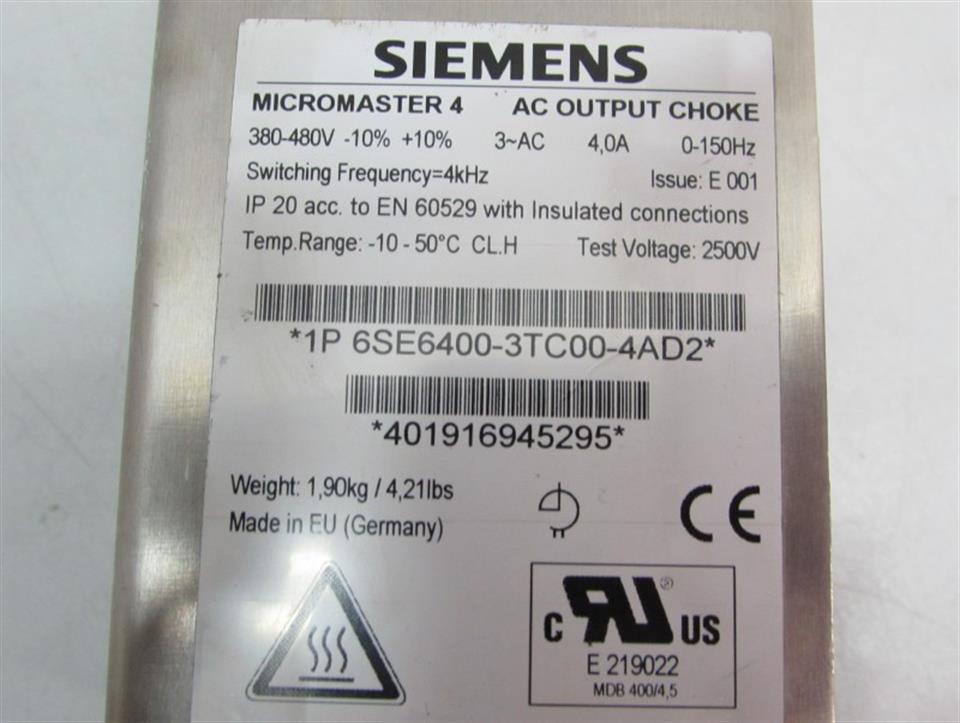 SIEMENS
MICROMASTER 4 AC OUTPUT CHOKE
380-480V -10% +10% 3~AC 4,0A 0-150Hz
Switching Frequency=4kHz Issue: E 001
IP 20 acc. to EN 60529 with Insulated connections
Temp.Range: -10 - 50°C CL.H Test Voltage: 2500V
*1P 6SE6400-3TC00-4AD2*
*401916945295*
Weight: 1,90kg / 4,21lbs
Made in EU (Germany)
CE
C RU ® US
E 219022
MDB 400/4,5